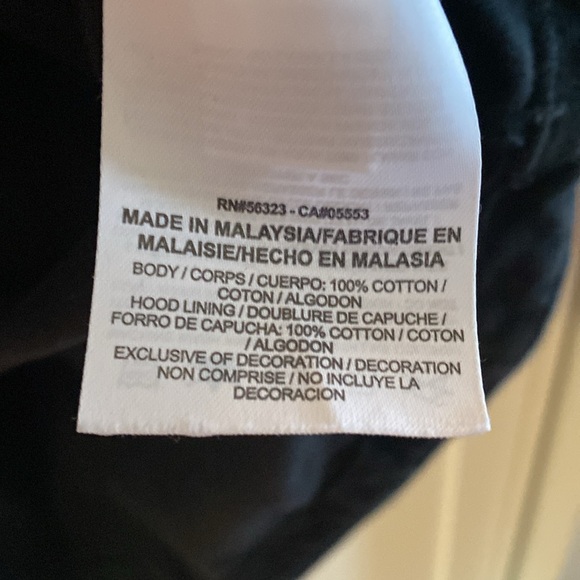 RN#56323 - CA#05553
MADE IN MALAYSIA/FABRIQUE EN
MALAISIE/HECHO EN MALASIA
BODY / CORPS / CUERPO: 100% COTTON /
COTON / ALGODON
HOOD LINING / DOUBLURE DE CAPUCHE /
FORRO DE CAPUCHA: 100% COTTON / COTON
/ ALGODON
EXCLUSIVE OF DECORATION / DECORATION
NON COMPRISE / NO INCLUYE LA
DECORACION